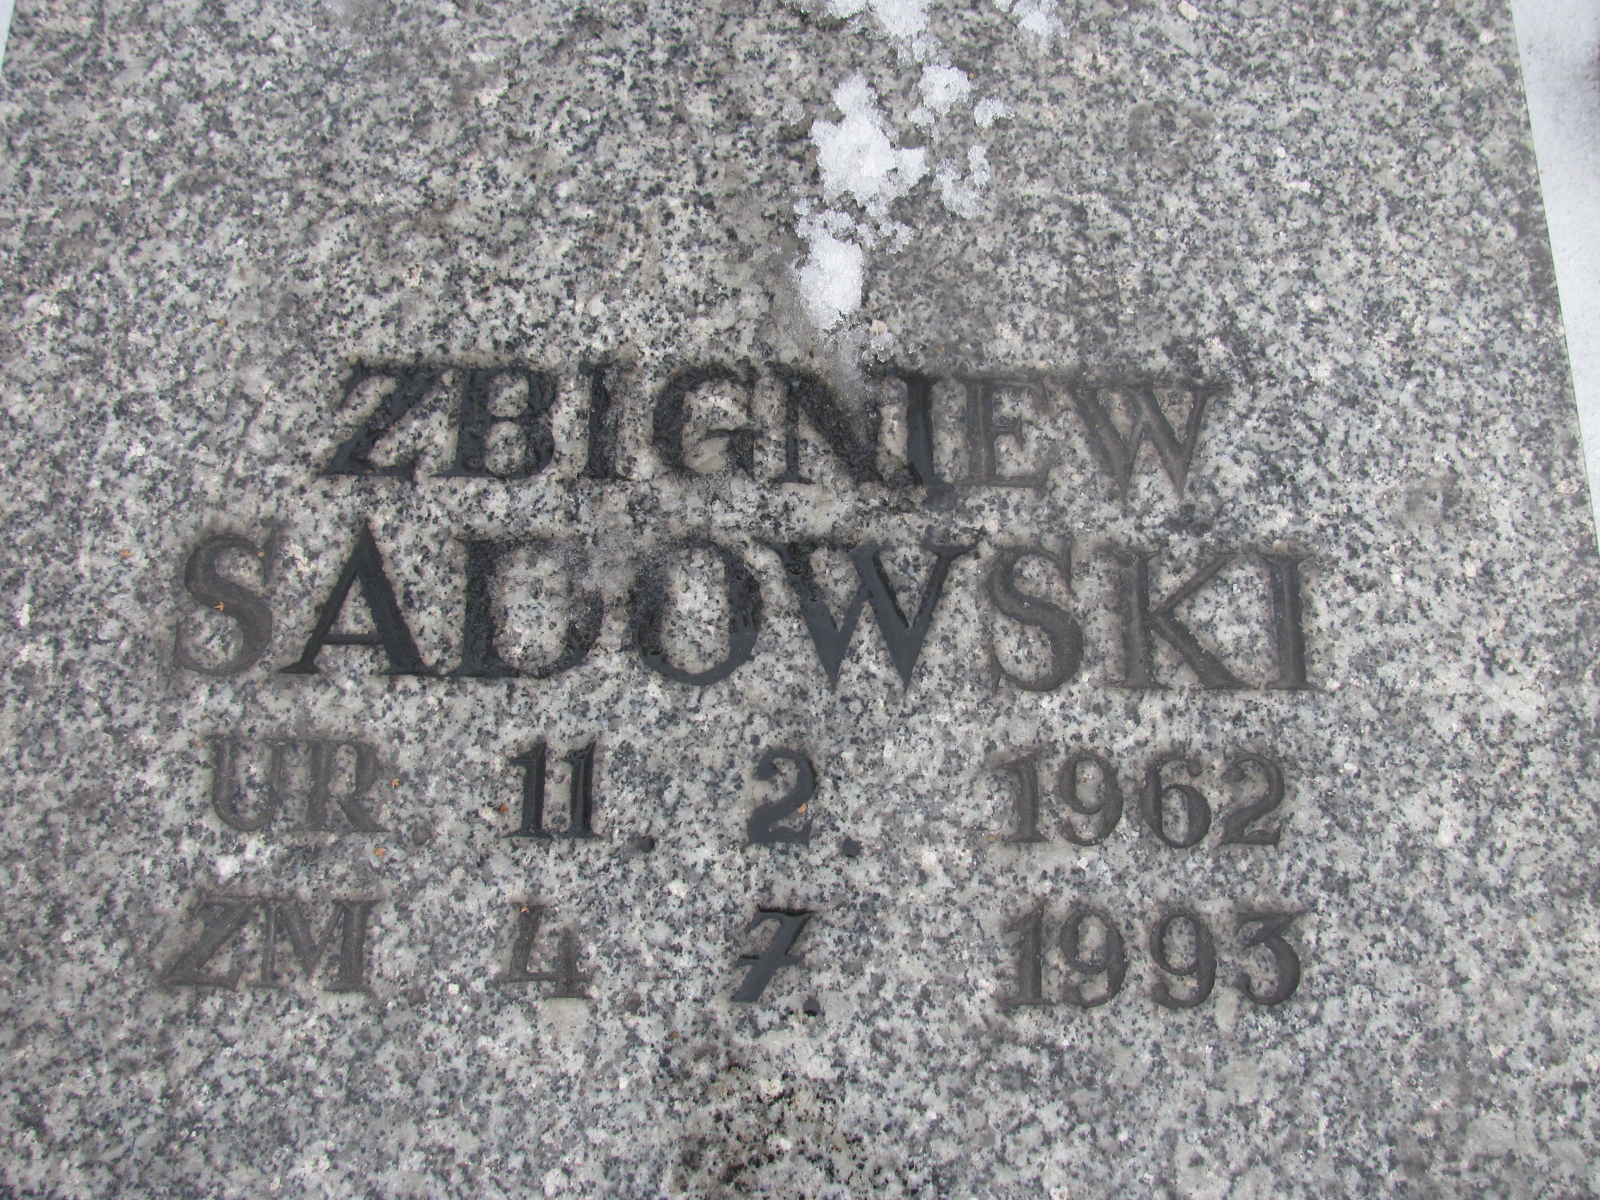 ZBIGNIEW
SADOWSKI
UR. 11. 2. 1962
ZM 4. 7. 1993